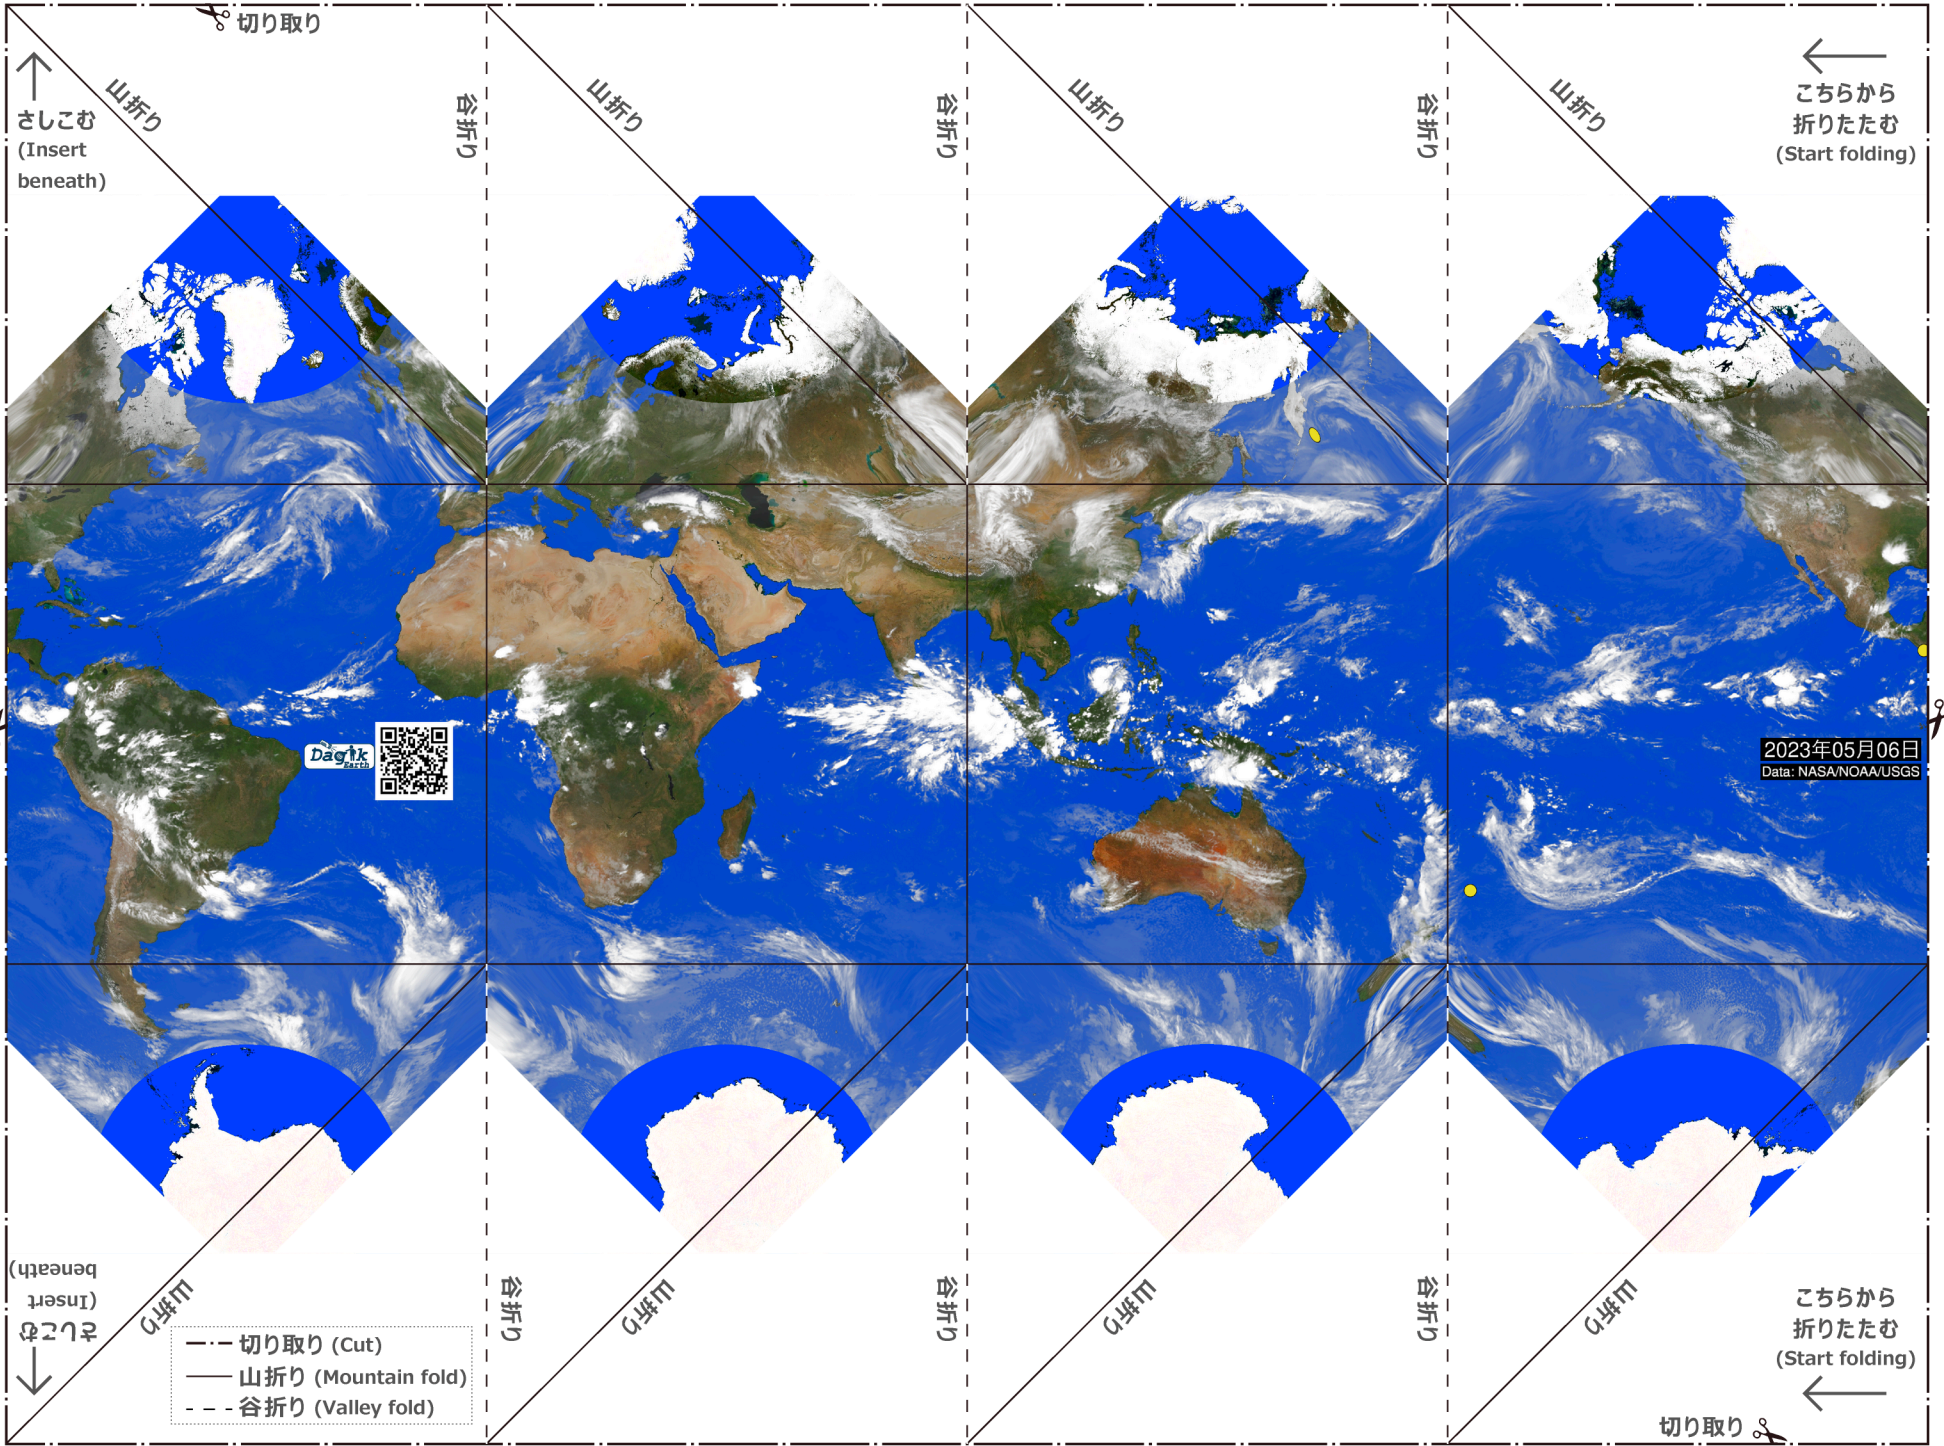 切り取り
さしこむ
(Insert
beneath)
山折り
谷折り
山折り
谷折り
山折り
谷折り
山折り
こちらから
折りたたむ
(Start folding)
Dagik
Earth
2023年05月06日
Data: NASA/NOAA/USGS
さしこむ
(Insert
beneath)
山折り
谷折り
山折り
谷折り
山折り
谷折り
山折り
こちらから
折りたたむ
(Start folding)
切り取り (Cut)
山折り (Mountain fold)
谷折り (Valley fold)
切り取り